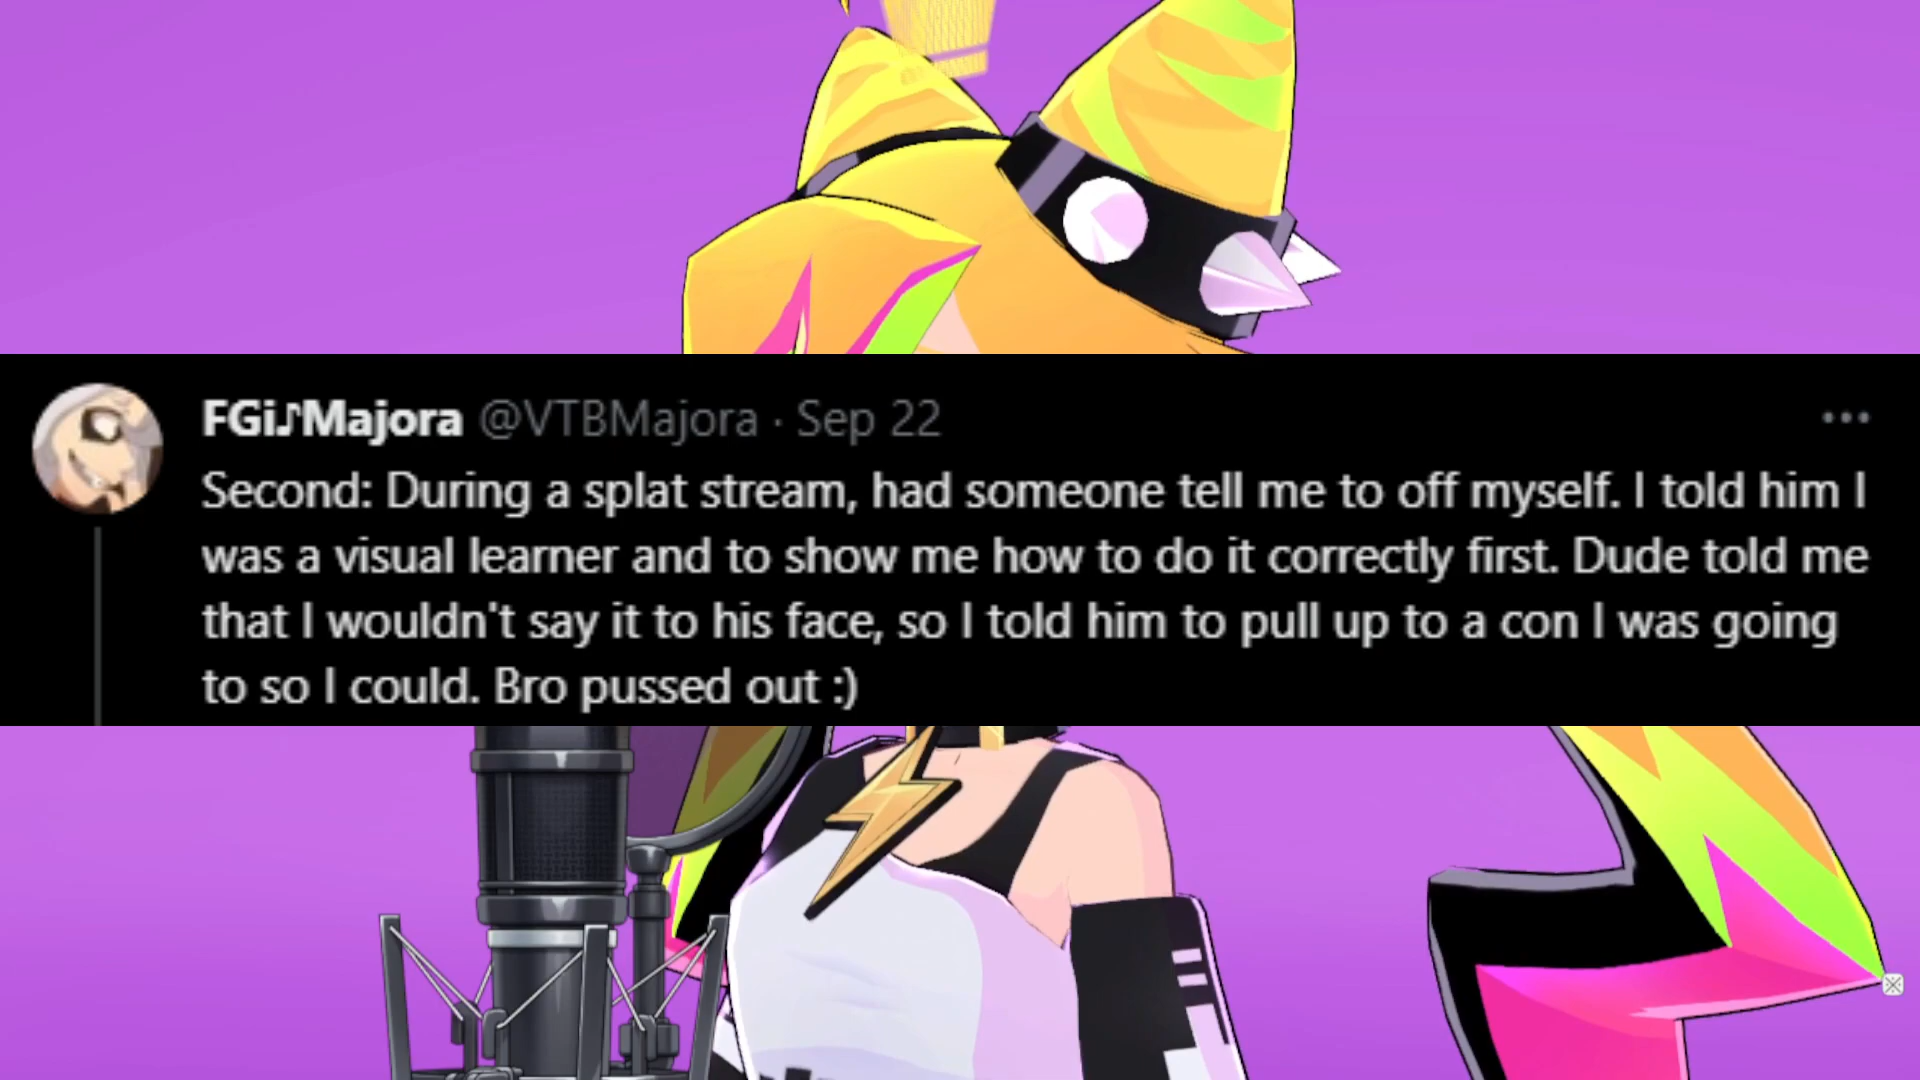 FGi♪Majora @VTBMajora · Sep 22
Second: During a splat stream, had someone tell me to off myself. I told him I
was a visual learner and to show me how to do it correctly first. Dude told me
that I wouldn't say it to his face, so I told him to pull up to a con I was going
to so I could. Bro pussed out :)